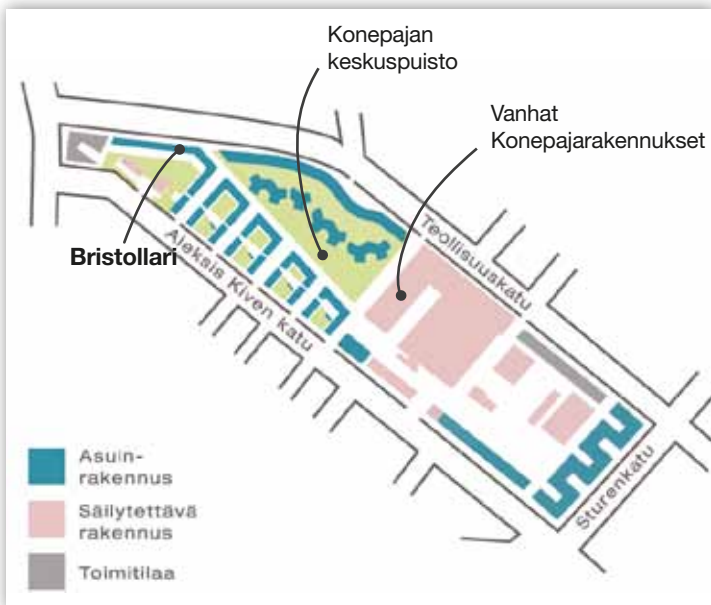 Konepajan
keskuspuisto
Vanhat
Konepajarakennukset
Bristollari
Teollisuuskatu
Aleksis Kiven katu
Sturenkatu
Asuin-
rakennus
Säilytettävä
rakennus
Toimitilaa